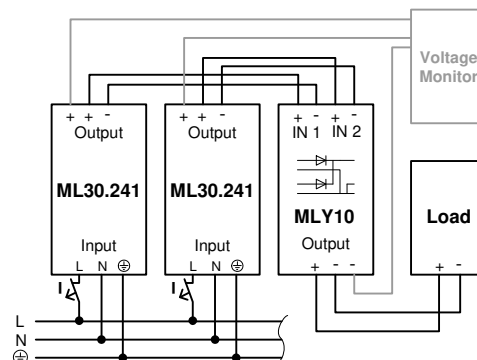 Voltage
Monitor
+ + -
Output
ML30.241
Input
L N
I
+ + -
Output
ML30.241
Input
L N
I
+ - + -
IN 1 IN 2
MLY10
Output
+ - -
Load
+ -
L
N